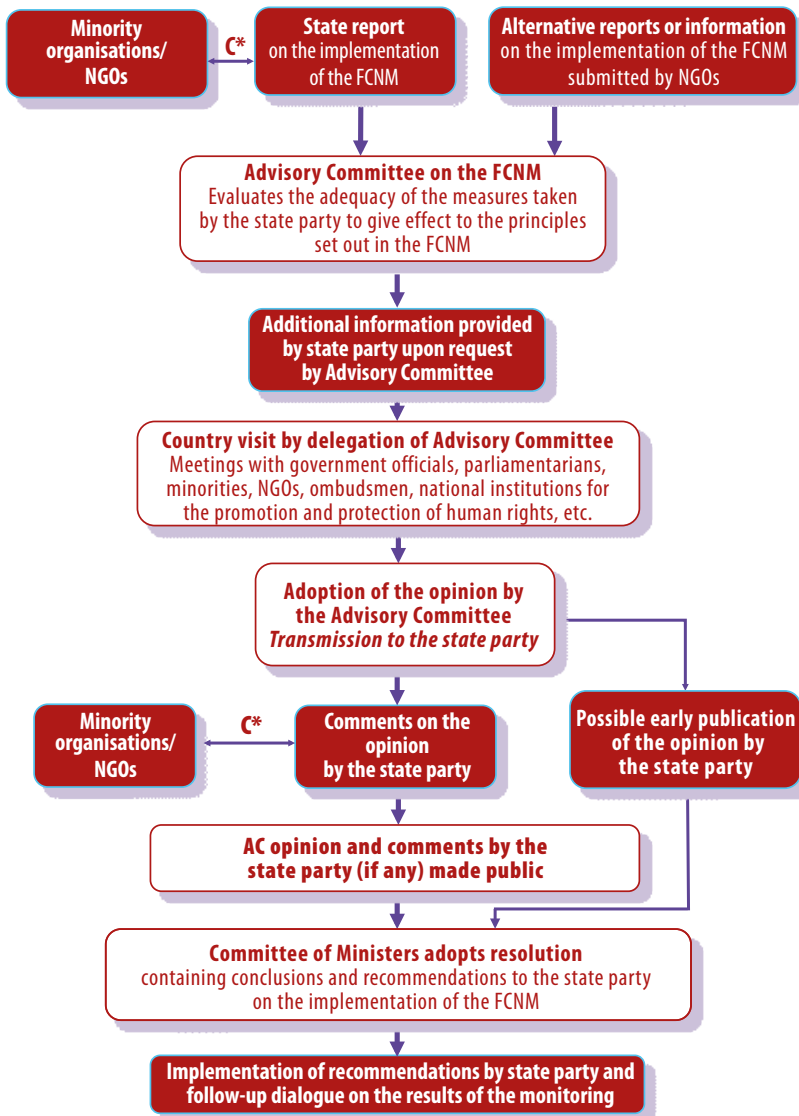 Minority
organisations/
NGOs
C*
State report
on the implementation
of the FCNM
Alternative reports or information
on the implementation of the FCNM
submitted by NGOs
Advisory Committee on the FCNM
Evaluates the adequacy of the measures taken
by the state party to give effect to the principles
set out in the FCNM
Additional information provided
by state party upon request
by Advisory Committee
Country visit by delegation of Advisory Committee
Meetings with government officials, parliamentarians,
minorities, NGOs, ombudsmen, national institutions for
the promotion and protection of human rights, etc.
Adoption of the opinion by
the Advisory Committee
Transmission to the state party
Minority
organisations/
NGOs
C*
Comments on the
opinion
by the state party
Possible early publication
of the opinion by
the state party
AC opinion and comments by the
state party (if any) made public
Committee of Ministers adopts resolution
containing conclusions and recommendations to the state party
on the implementation of the FCNM
Implementation of recommendations by state party and
follow-up dialogue on the results of the monitoring